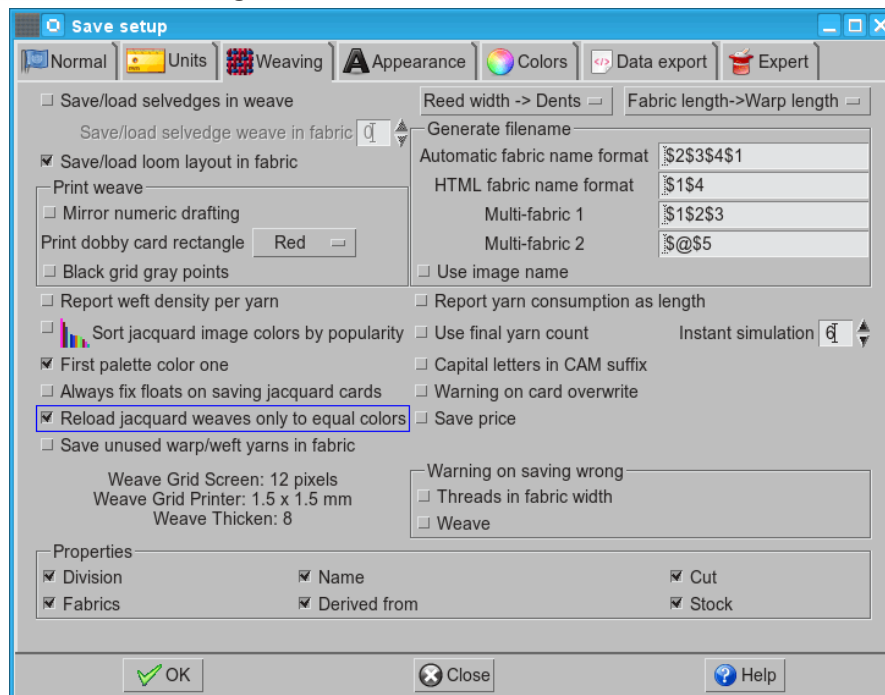 Save setup
Normal Units Weaving Appearance Colors Data export Expert
Save/load selvedges in weave
Save/load selvedge weave in fabric 0
Save/load loom layout in fabric
Print weave
Mirror numeric drafting
Print dobby card rectangle Red
Black grid gray points
Reed width -> Dents Fabric length->Warp length
Generate filename
Automatic fabric name format $2$3$4$1
HTML fabric name format $1$4
Multi-fabric 1 $1$2$3
Multi-fabric 2 $@$5
Use image name
Report weft density per yarn
Sort jacquard image colors by popularity
First palette color one
Always fix floats on saving jacquard cards
Reload jacquard weaves only to equal colors
Save unused warp/weft yarns in fabric
Report yarn consumption as length
Use final yarn count Instant simulation 6
Capital letters in CAM suffix
Warning on card overwrite
Save price
Weave Grid Screen: 12 pixels
Weave Grid Printer: 1.5 x 1.5 mm
Weave Thicken: 8
Warning on saving wrong
Threads in fabric width
Weave
Properties
Division Name Cut
Fabrics Derived from Stock
OK Close Help